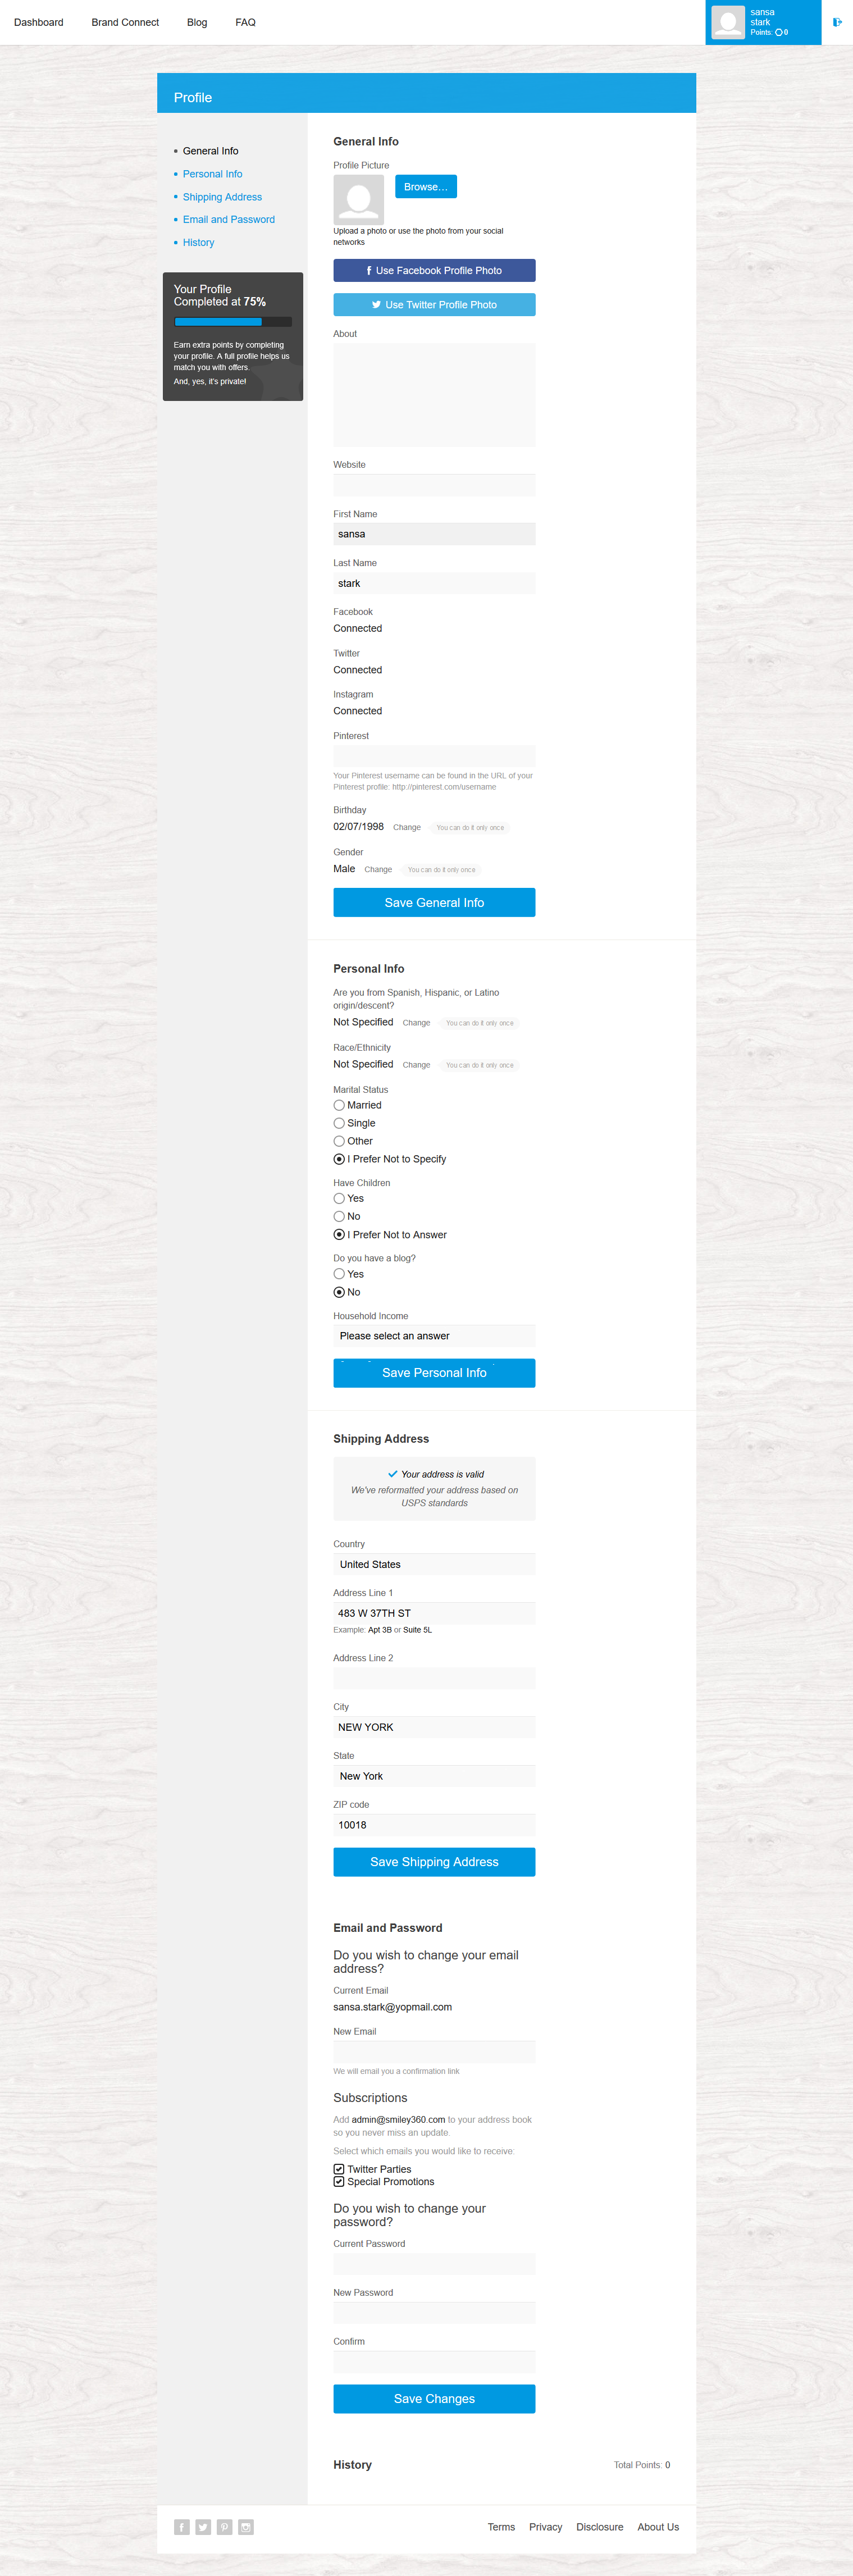 Dashboard
Brand Connect
Blog
FAQ
sansa
stark
Points: 0
Profile
General Info
Personal Info
Shipping Address
Email and Password
History
Your Profile
Completed at 75%
Earn extra points by completing
your profile. A full profile helps us
match you with offers.
And, yes, it's private!
General Info
Profile Picture
Browse...
Upload a photo or use the photo from your social
networks
Use Facebook Profile Photo
Use Twitter Profile Photo
About
Website
First Name
sansa
Last Name
stark
Facebook
Connected
Twitter
Connected
Instagram
Connected
Pinterest
Your Pinterest username can be found in the URL of your
Pinterest profile: http://pinterest.com/username
Birthday
02/07/1998 Change You can do it only once
Gender
Male Change You can do it only once
Save General Info
Personal Info
Are you from Spanish, Hispanic, or Latino
origin/descent?
Not Specified Change You can do it only once
Race/Ethnicity
Not Specified Change You can do it only once
Marital Status
Married
Single
Other
I Prefer Not to Specify
Have Children
Yes
No
I Prefer Not to Answer
Do you have a blog?
Yes
No
Household Income
Please select an answer
Save Personal Info
Shipping Address
Your address is valid
We've reformatted your address based on
USPS standards
Country
United States
Address Line 1
483 W 37TH ST
Example: Apt 3B or Suite 5L
Address Line 2
City
NEW YORK
State
New York
ZIP code
10018
Save Shipping Address
Email and Password
Do you wish to change your email
address?
Current Email
sansa.stark@yopmail.com
New Email
We will email you a confirmation link
Subscriptions
Add admin@smiley360.com to your address book
so you never miss an update.
Select which emails you would like to receive:
Twitter Parties
Special Promotions
Do you wish to change your
password?
Current Password
New Password
Confirm
Save Changes
History
Total Points: 0
Terms
Privacy
Disclosure
About Us